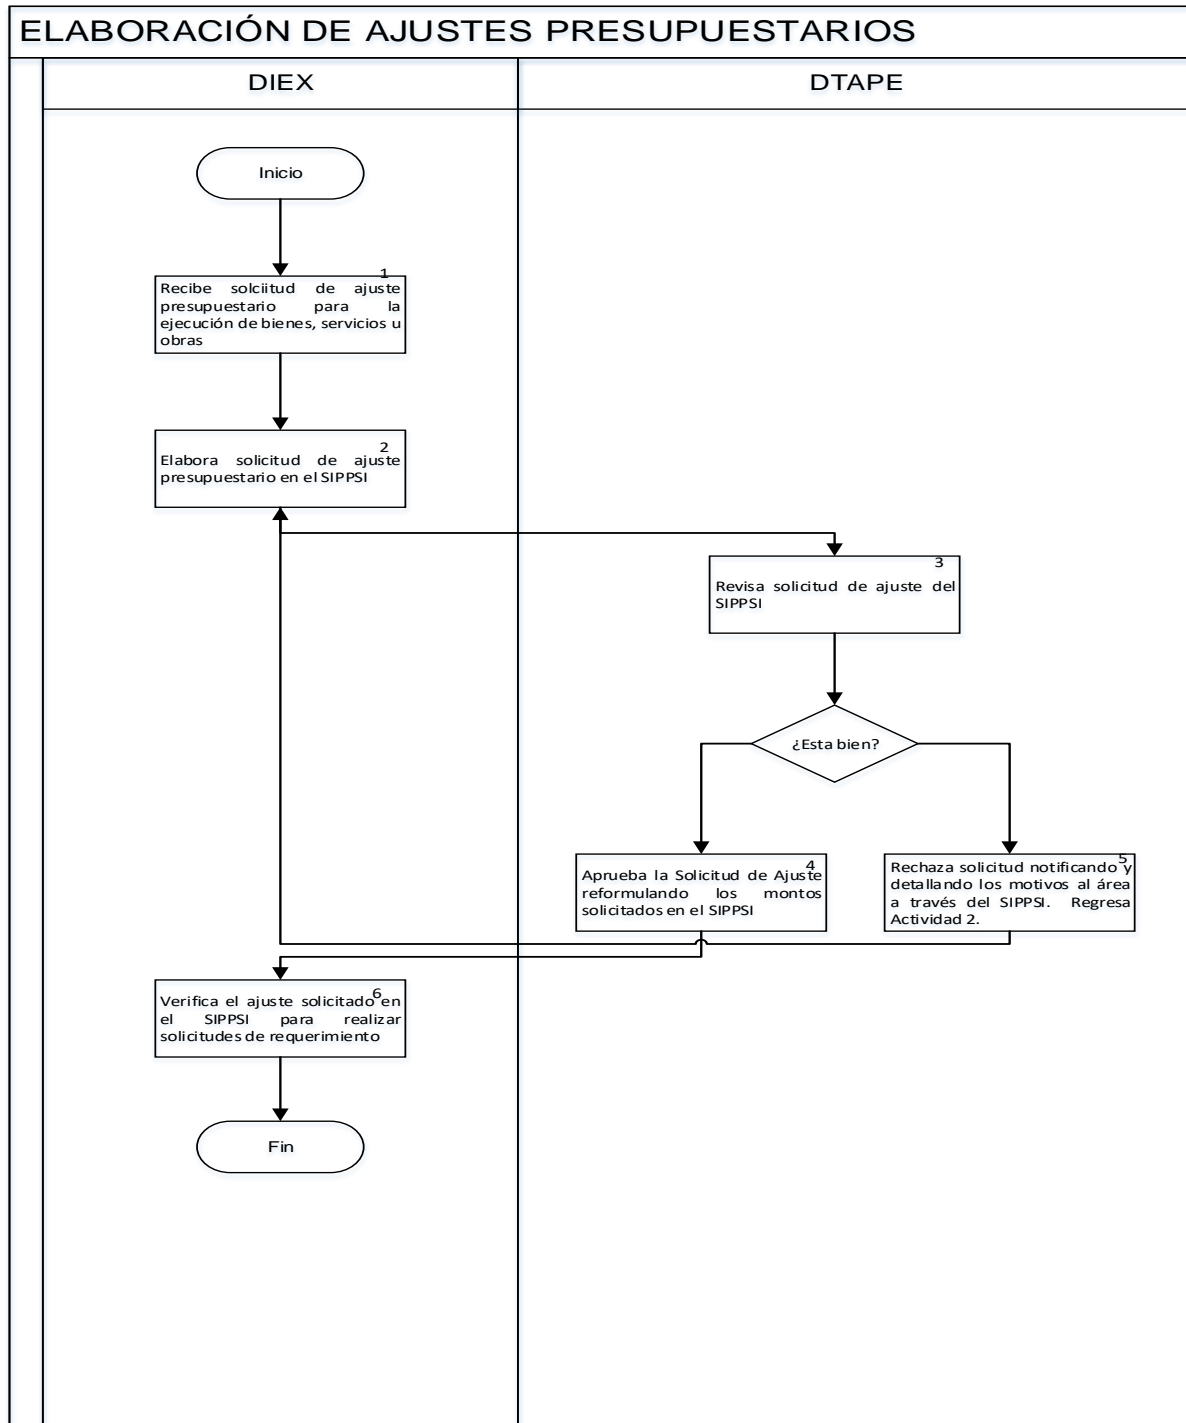 ELABORACIÓN DE AJUSTES PRESUPUESTARIOS
DIEX
DTAPE
Inicio
1
Recibe solciitud de ajuste
presupuestario para la
ejecución de bienes, servicios u
obras
2
Elabora solicitud de ajuste
presupuestario en el SIPPSI
3
Revisa solicitud de ajuste del
SIPPSI
¿Esta bien?
4
Aprueba la Solicitud de Ajuste
reformulando los montos
solicitados en el SIPPSI
5
Rechaza solicitud notificando y
detallando los motivos al área
a través del SIPPSI. Regresa
Actividad 2.
6
Verifica el ajuste solicitado en
el SIPPSI para realizar
solicitudes de requerimiento
Fin